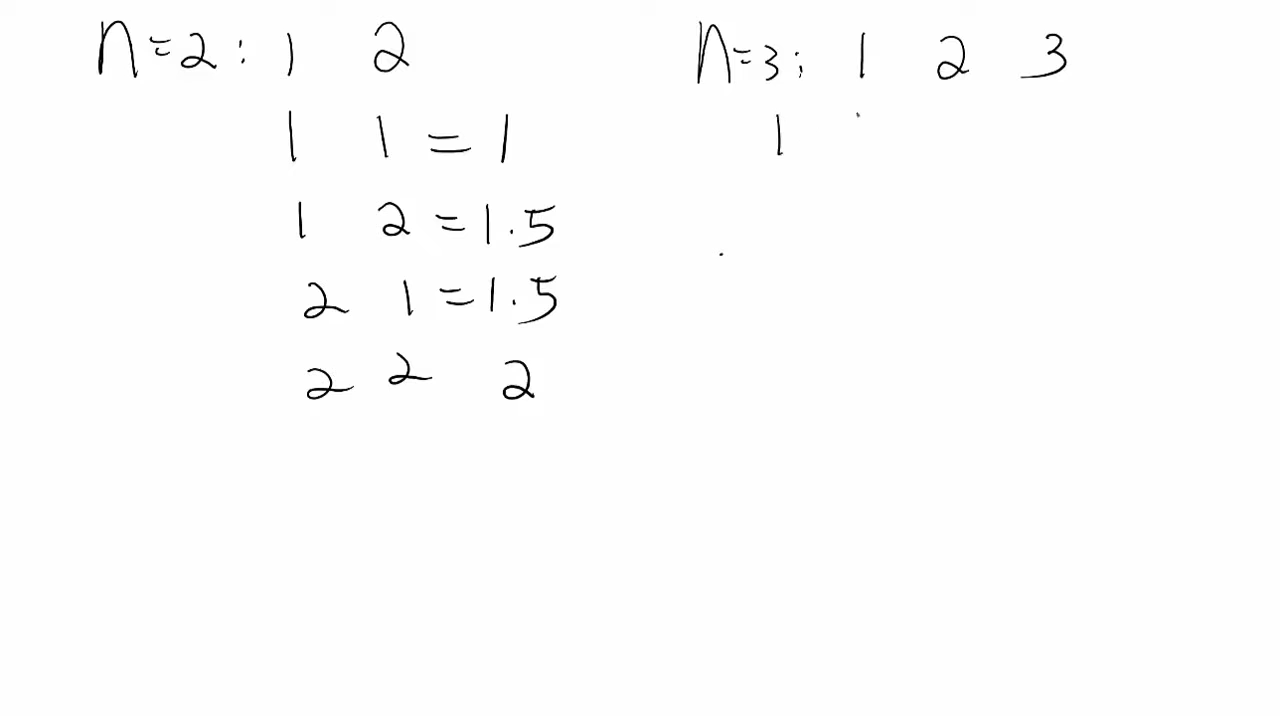 n=2: 1 2
1 1 = 1
1 2 = 1.5
2 1 = 1.5
2 2 2
n=3: 1 2 3
1